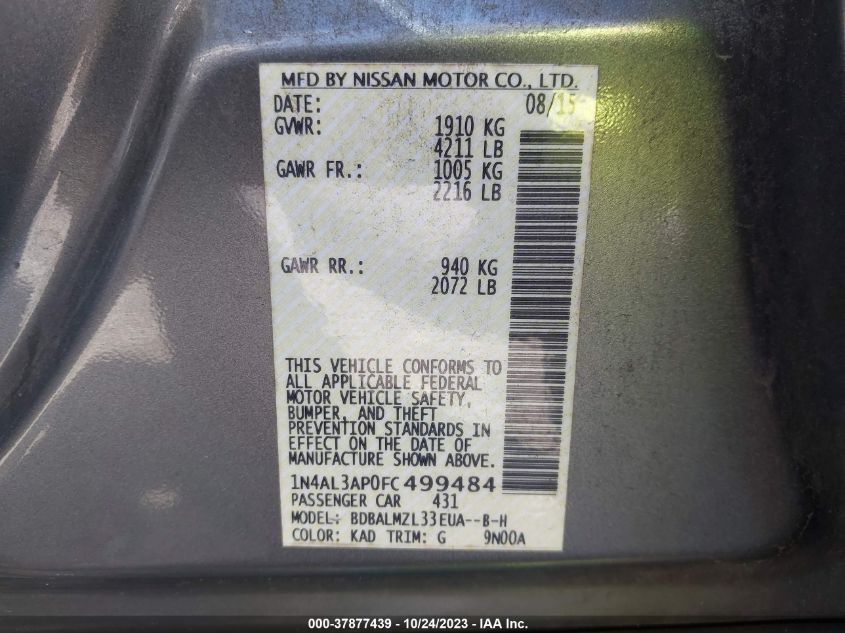 MFD BY NISSAN MOTOR CO., LTD.
DATE: 08/15
GVWR: 1910 KG
4211 LB
GAWR FR.: 1005 KG
2216 LB
GAWR RR.: 940 KG
2072 LB
THIS VEHICLE CONFORMS TO
ALL APPLICABLE FEDERAL
MOTOR VEHICLE SAFETY,
BUMPER, AND THEFT
PREVENTION STANDARDS IN
EFFECT ON THE DATE OF
MANUFACTURE SHOWN ABOVE.
1N4AL3AP0FC499484
PASSENGER CAR 431
MODEL: BDBALMZL33EUA--B-H
COLOR: KAD TRIM: G 9N00A
000-37877439 - 10/24/2023 - IAA Inc.